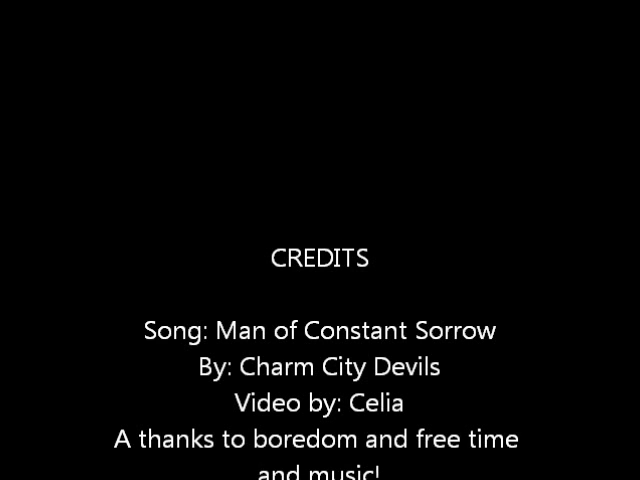 CREDITS
Song: Man of Constant Sorrow
By: Charm City Devils
Video by: Celia
A thanks to boredom and free time
and music!